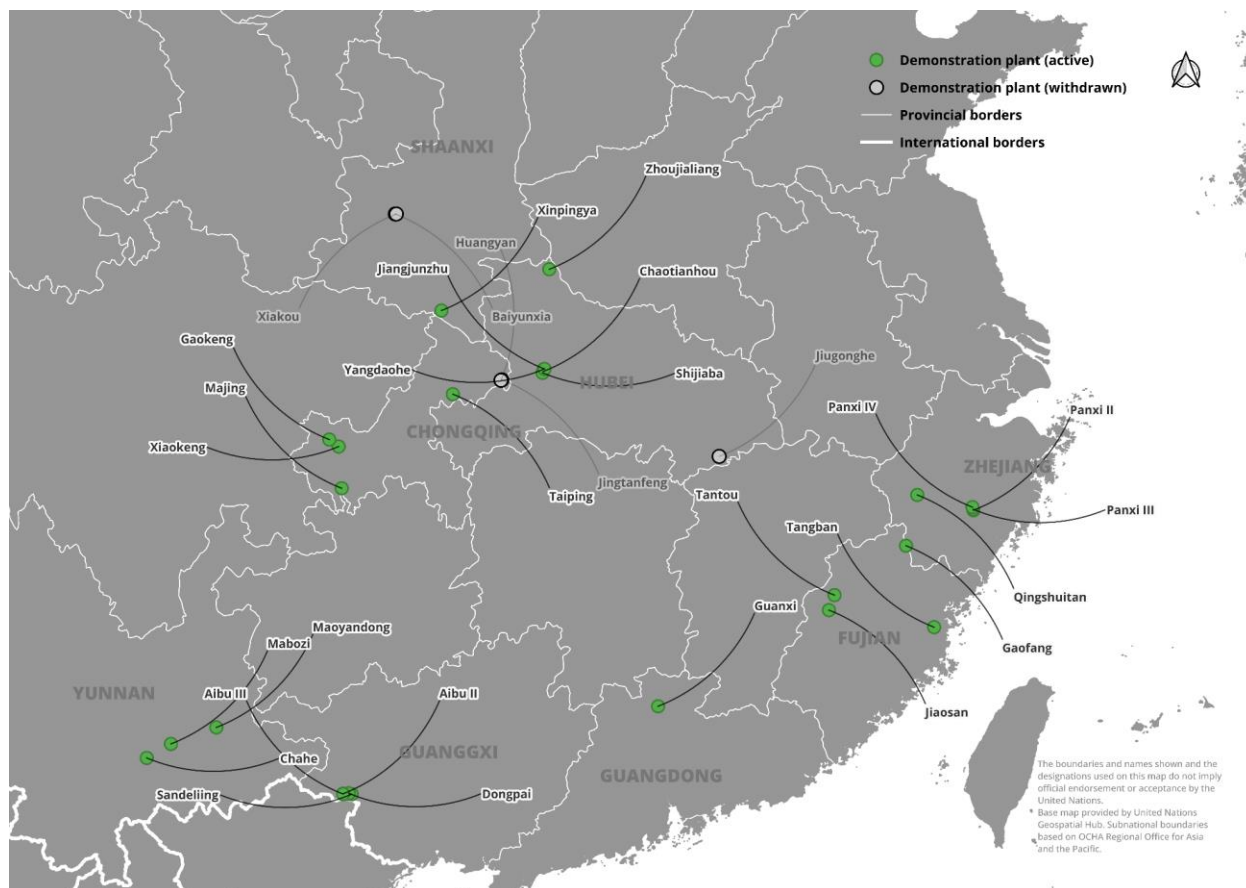 Demonstration plant (active)
Demonstration plant (withdrawn)
Provincial borders
International borders
SHAANXI
Zhoujialiang
Xinpingya
Huangyan
Jiangjunzhu
Chaotianhou
Xiakou
Baiyunxia
Gaokeng
Yangdaohe
HUBEI
Shijiaba
Jiugonghe
Majing
CHONGQING
Panxi IV
Panxi II
Xiaokeng
ZHEJIANG
Jingtanfeng
Taiping
Tantou
Panxi III
Tangban
Qingshuitan
Guanxi
Maoyandong
FUJIAN
Mabozi
Gaofang
YUNNAN
Aibu III
Aibu II
Jiaosan
GUANGGXI
Chahe
GUANGDONG
Sandeliing
Dongpai
The boundaries and names shown and the
designations used on this map do not imply
official endorsement or acceptance by the
United Nations.
* Base map provided by United Nations
Geospatial Hub. Subnational boundaries
based on OCHA Regional Office for Asia
and the Pacific.